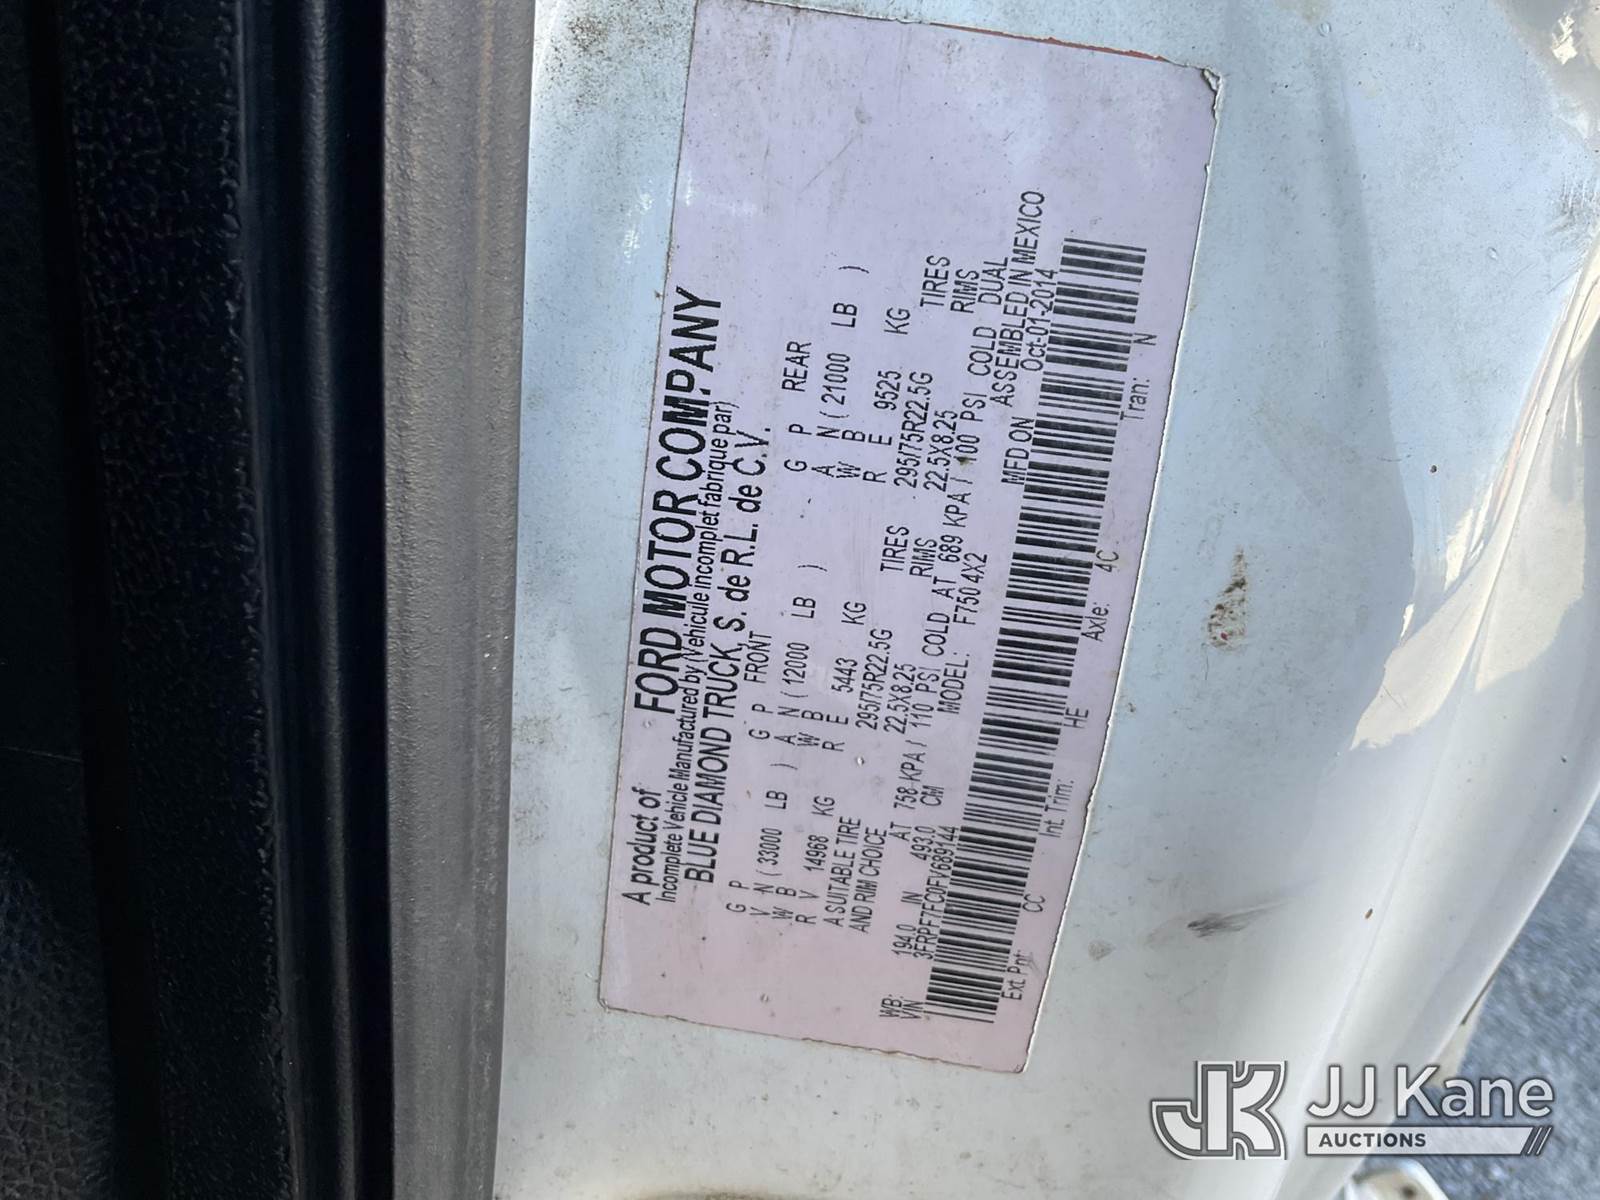 A product of FORD MOTOR COMPANY
Incomplete Vehicle Manufactured by (Vehicule incomplet fabrique par)
BLUE DIAMOND TRUCK, S. de R.L. de C.V.
G P G P FRONT G P REAR
V N ( 33000 LB ) A N ( 12000 LB ) A N ( 21000 LB )
W B W B W B
R V 14968 KG R E 5443 KG R E 9525 KG
A SUITABLE TIRE 295/75R22.5G TIRES 295/75R22.5G TIRES
AND RIM CHOICE 22.5X8.25 RIMS 22.5X8.25 RIMS
AT 758 KPA / 110 PSI COLD AT 689 KPA / 100 PSI COLD DUAL
WB: 194.0 IN 493.0 CM MODEL: F750 4X2 ASSEMBLED IN MEXICO
VIN: 3FRPF7FC0FV689144 MFD ON Oct-01-2014
Ext Pnt: CC Int. Trim: HE Axle: 4C Tran: N
JJ Kane
AUCTIONS